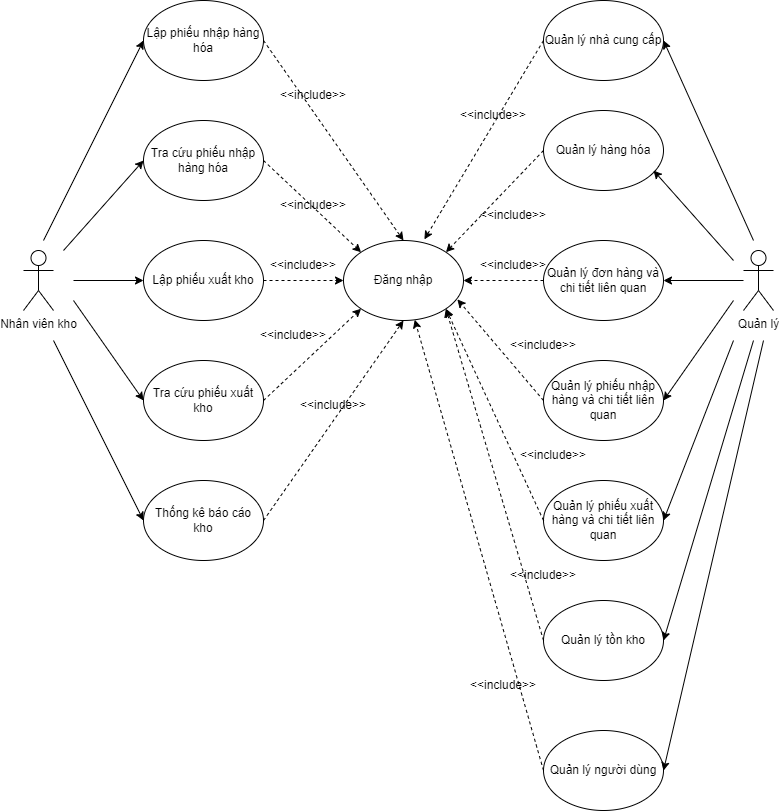 Lập phiếu nhập hàng
hóa
Quản lý nhà cung cấp
<<include>>
<<include>>
Tra cứu phiếu nhập
hàng hóa
Quản lý hàng hóa
<<include>>
<<include>>
Lập phiếu xuất kho
<<include>>
Đăng nhập
<<include>>
Quản lý đơn hàng và
chi tiết liên quan
Nhân viên kho
Quản lý
<<include>>
<<include>>
Tra cứu phiếu xuất
kho
Quản lý phiếu nhập
hàng và chi tiết liên
quan
<<include>>
<<include>>
Thống kê báo cáo
kho
Quản lý phiếu xuất
hàng và chi tiết liên
quan
<<include>>
Quản lý tồn kho
<<include>>
Quản lý người dùng